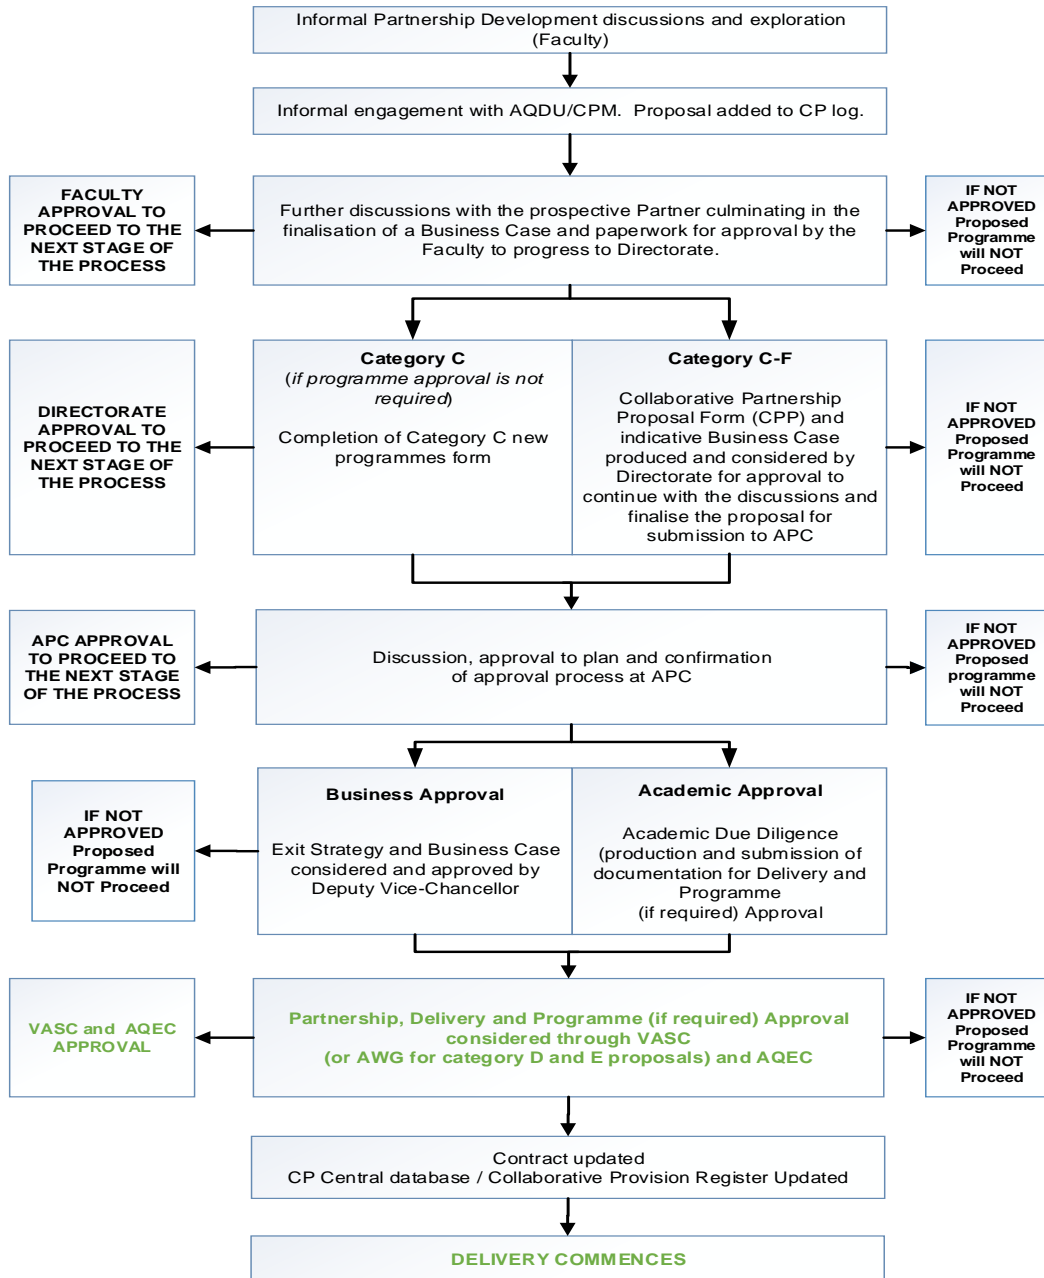 Informal Partnership Development discussions and exploration
(Faculty)
Informal engagement with AQDU/CPM.  Proposal added to CP log.
FACULTY
APPROVAL TO
PROCEED TO THE
NEXT STAGE OF
THE PROCESS
Further discussions with the prospective Partner culminating in the
finalisation of a Business Case and paperwork for approval by the
Faculty to progress to Directorate.
IF NOT
APPROVED
Proposed
Programme
will NOT
Proceed
DIRECTORATE
APPROVAL TO
PROCEED TO THE
NEXT STAGE OF
THE PROCESS
Category C
(if programme approval is not
required)
Completion of Category C new
programmes form
Category C-F
Collaborative Partnership
Proposal Form (CPP) and
indicative Business Case
produced and considered by
Directorate for approval to
continue with the discussions and
finalise the proposal for
submission to APC
IF NOT
APPROVED
Proposed
Programme
will NOT
Proceed
APC APPROVAL
TO PROCEED TO
THE NEXT STAGE
OF THE PROCESS
Discussion, approval to plan and confirmation
of approval process at APC
IF NOT
APPROVED
Proposed
programme
will NOT
Proceed
IF NOT
APPROVED
Proposed
Programme will
NOT Proceed
Business Approval
Exit Strategy and Business Case
considered and approved by
Deputy Vice-Chancellor
Academic Approval
Academic Due Diligence
(production and submission of
documentation for Delivery and
Programme
(if required) Approval
VASC and  AQEC
APPROVAL
Partnership, Delivery and Programme (if required) Approval
considered through VASC
(or AWG for category D and E proposals) and AQEC
IF NOT
APPROVED
Proposed
Programme
will NOT
Proceed
Contract updated
CP Central database / Collaborative Provision Register Updated
DELIVERY COMMENCES